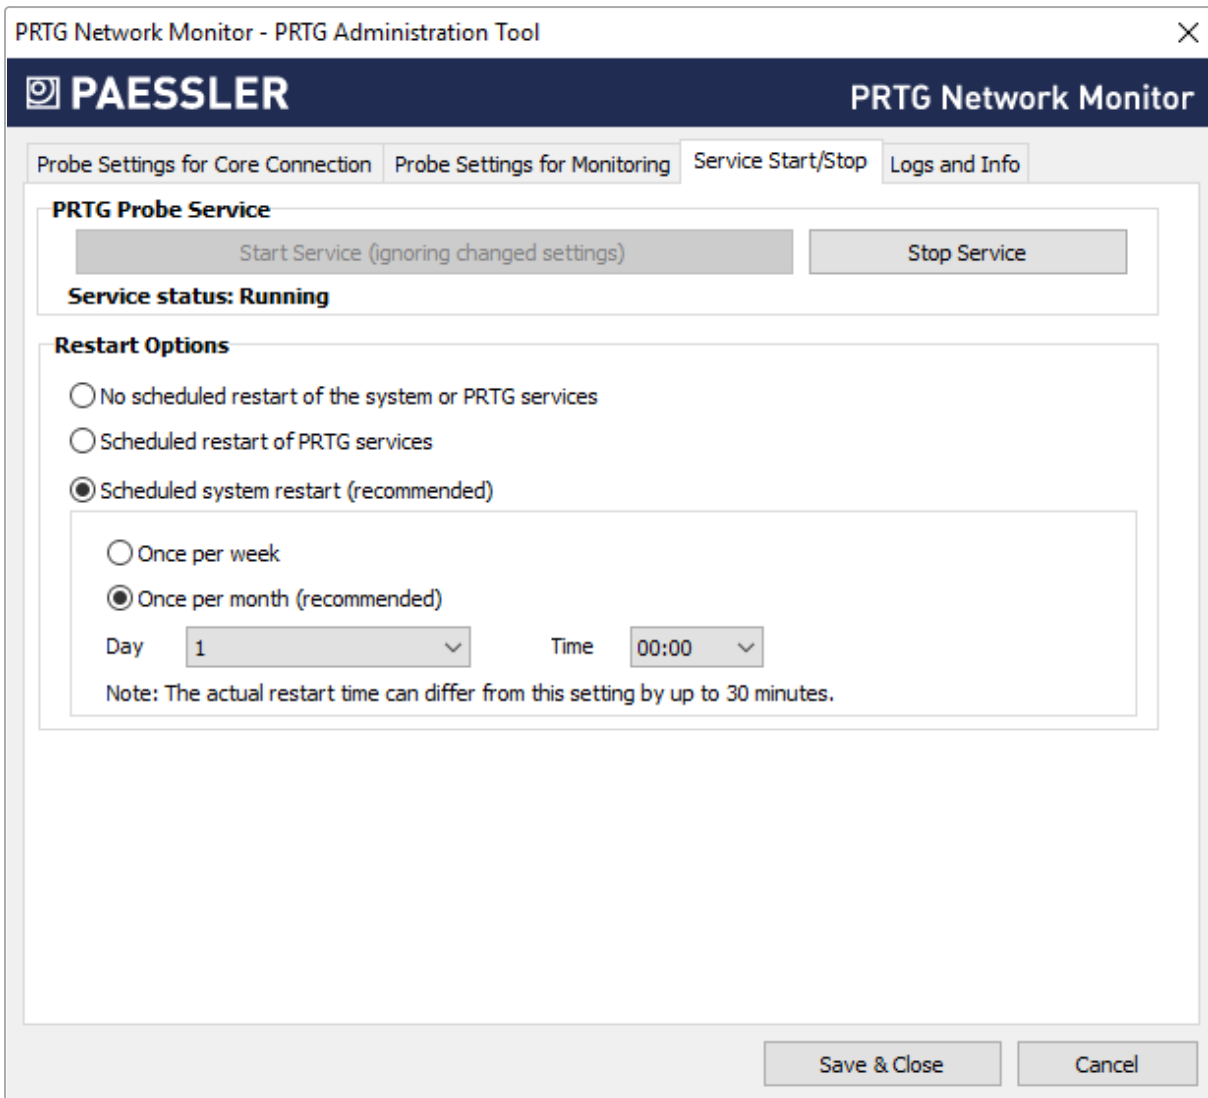 PRTG Network Monitor - PRTG Administration Tool
PAESSLER PRTG Network Monitor
Probe Settings for Core Connection Probe Settings for Monitoring Service Start/Stop Logs and Info
PRTG Probe Service
Start Service (ignoring changed settings) Stop Service
Service status: Running
Restart Options
No scheduled restart of the system or PRTG services
Scheduled restart of PRTG services
Scheduled system restart (recommended)
Once per week
Once per month (recommended)
Day 1 Time 00:00
Note: The actual restart time can differ from this setting by up to 30 minutes.
Save & Close Cancel